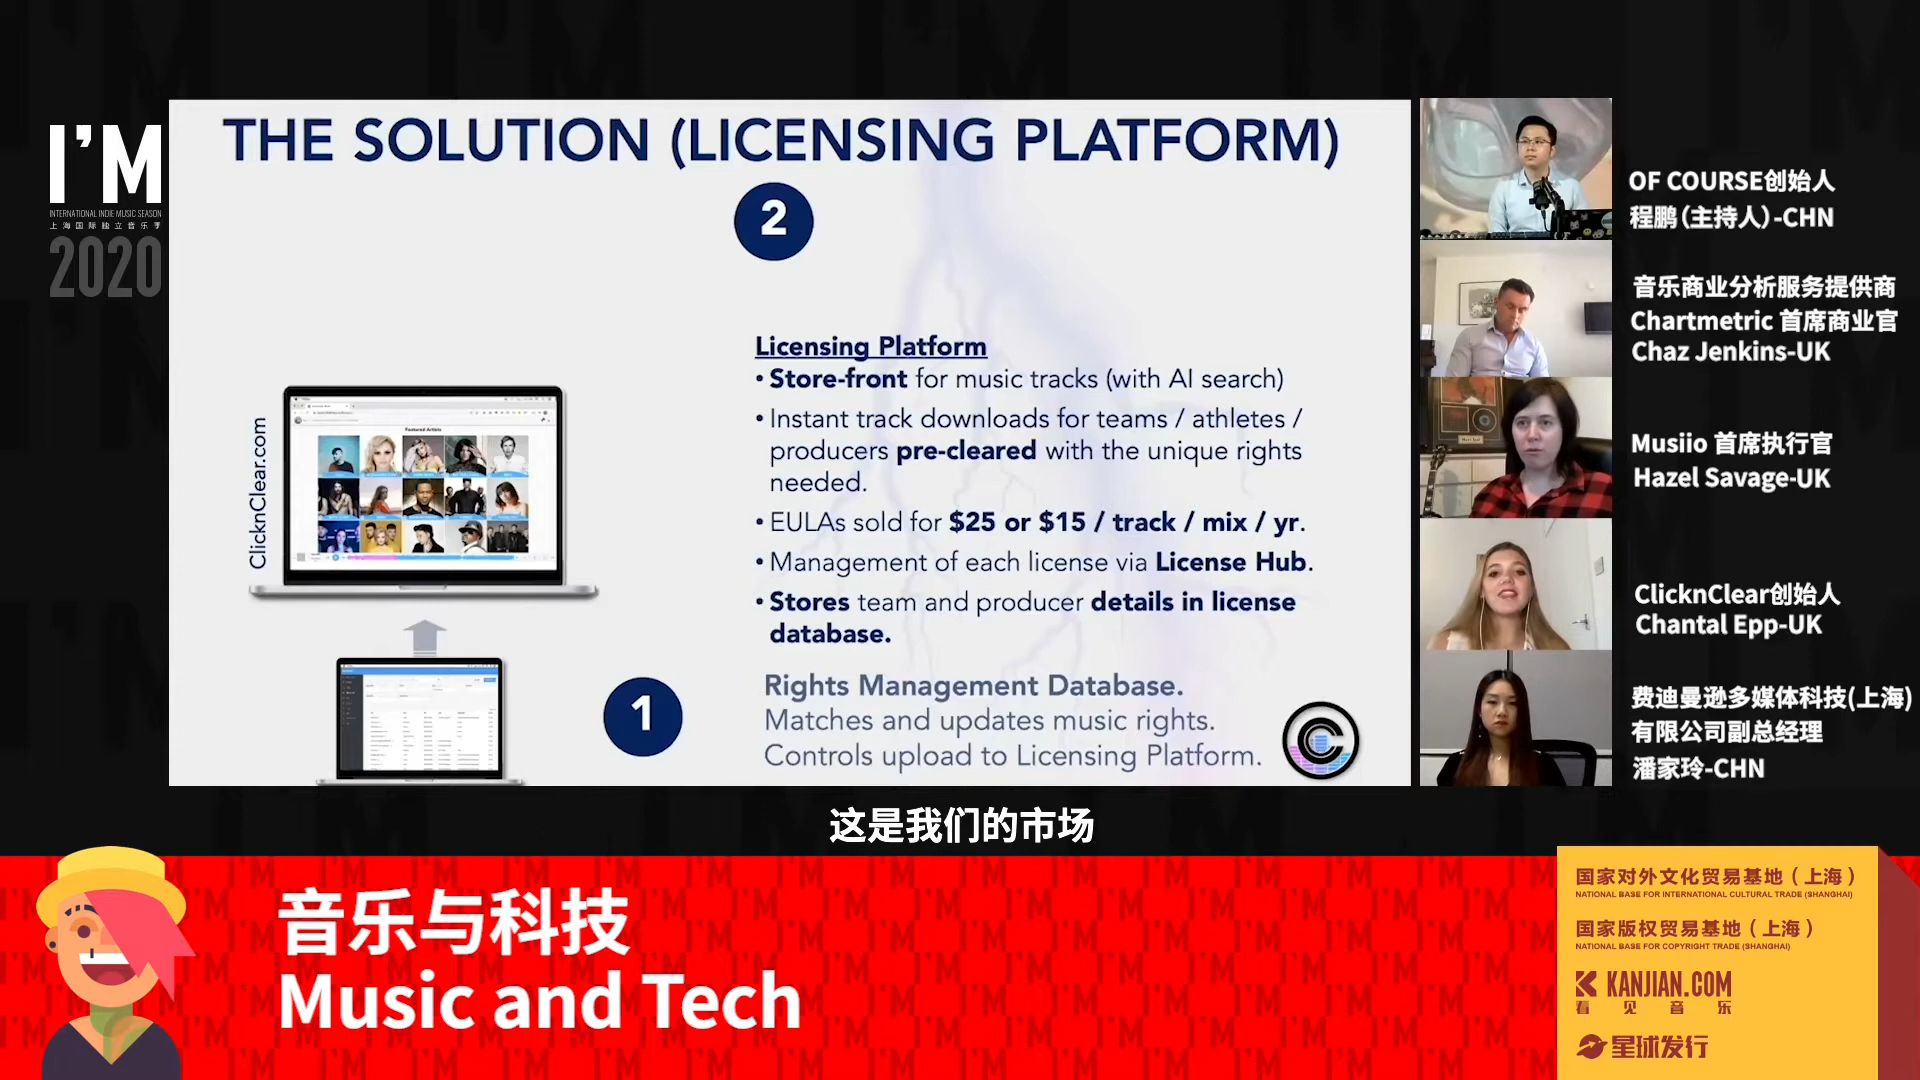 I'M
INTERNATIONAL INDIE MUSIC SEASON
上海国际独立音乐季
2020
THE SOLUTION (LICENSING PLATFORM)
2
Licensing Platform
• Store-front for music tracks (with AI search)
• Instant track downloads for teams / athletes /
producers pre-cleared with the unique rights
needed.
• EULAs sold for $25 or $15 / track / mix / yr.
• Management of each license via License Hub.
• Stores team and producer details in license
database.
ClicknClear.com
Featured Artists
1
Rights Management Database.
Matches and updates music rights.
Controls upload to Licensing Platform.
OF COURSE创始人
程鹏(主持人)-CHN
音乐商业分析服务提供商
Chartmetric 首席商业官
Chaz Jenkins-UK
Musiio 首席执行官
Hazel Savage-UK
ClicknClear创始人
Chantal Epp-UK
费迪曼逊多媒体科技(上海)
有限公司副总经理
潘家玲-CHN
这是我们的市场
音乐与科技
Music and Tech
国家对外文化贸易基地(上海)
NATIONAL BASE FOR INTERNATIONAL CULTURAL TRADE (SHANGHAI)
国家版权贸易基地(上海)
NATIONAL BASE FOR COPYRIGHT TRADE (SHANGHAI)
KANJIAN.COM
看见音乐
星球发行